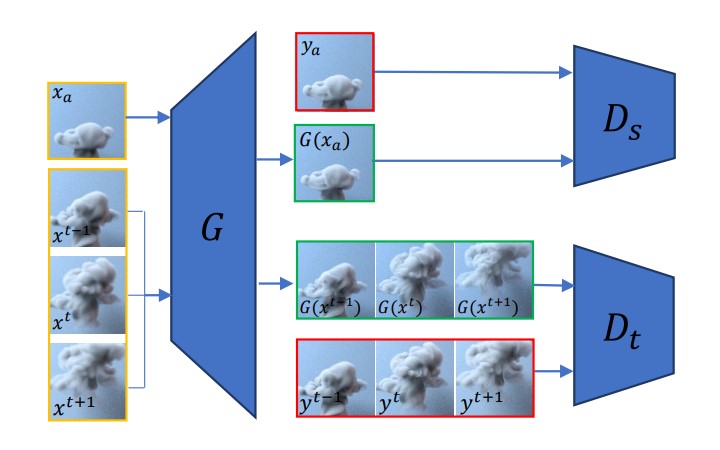 x_a
x^{t-1}
x^t
x^{t+1}
G
y_a
G(x_a)
G(x^{t-1}) G(x^t) G(x^{t+1})
y^{t-1} y^t y^{t+1}
D_s
D_t